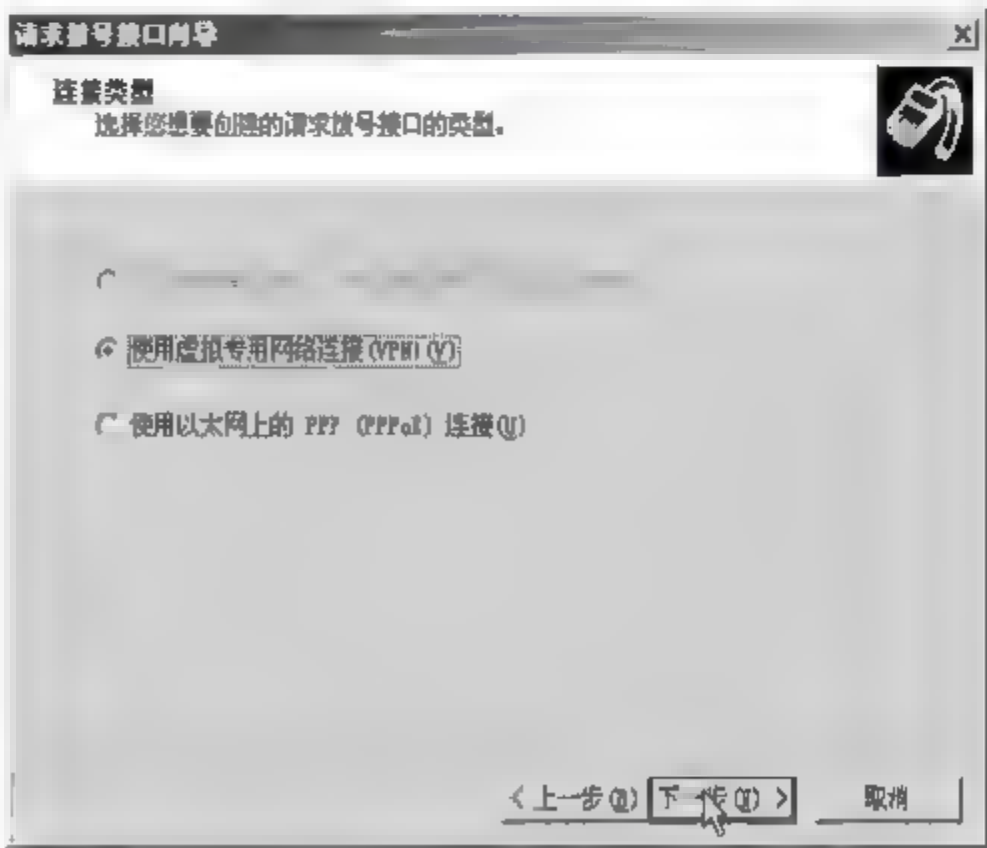 请求拨号接口向导
连接类型
选择您想要创建的请求拨号接口的类型。
使用虚拟专用网络连接(VPN)(V)
使用以太网上的 PPP (PPPoE) 连接(U)
< 上一步(B) 下一步(N) > 取消